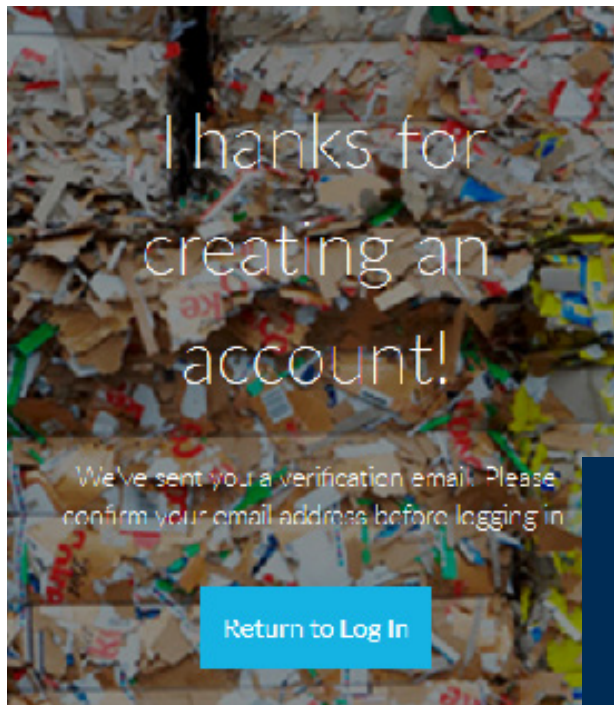 Thanks for
creating an
account!
We've sent you a verification email. Please
confirm your email address before logging in
Return to Log In